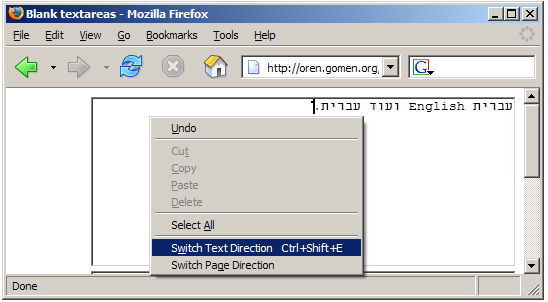 Blank textareas - Mozilla Firefox
File Edit View Go Bookmarks Tools Help
http://oren.gomen.org
G
עברית English ועוד עברית.
Undo
Cut
Copy
Paste
Delete
Select All
Switch Text Direction Ctrl+Shift+E
Switch Page Direction
Done